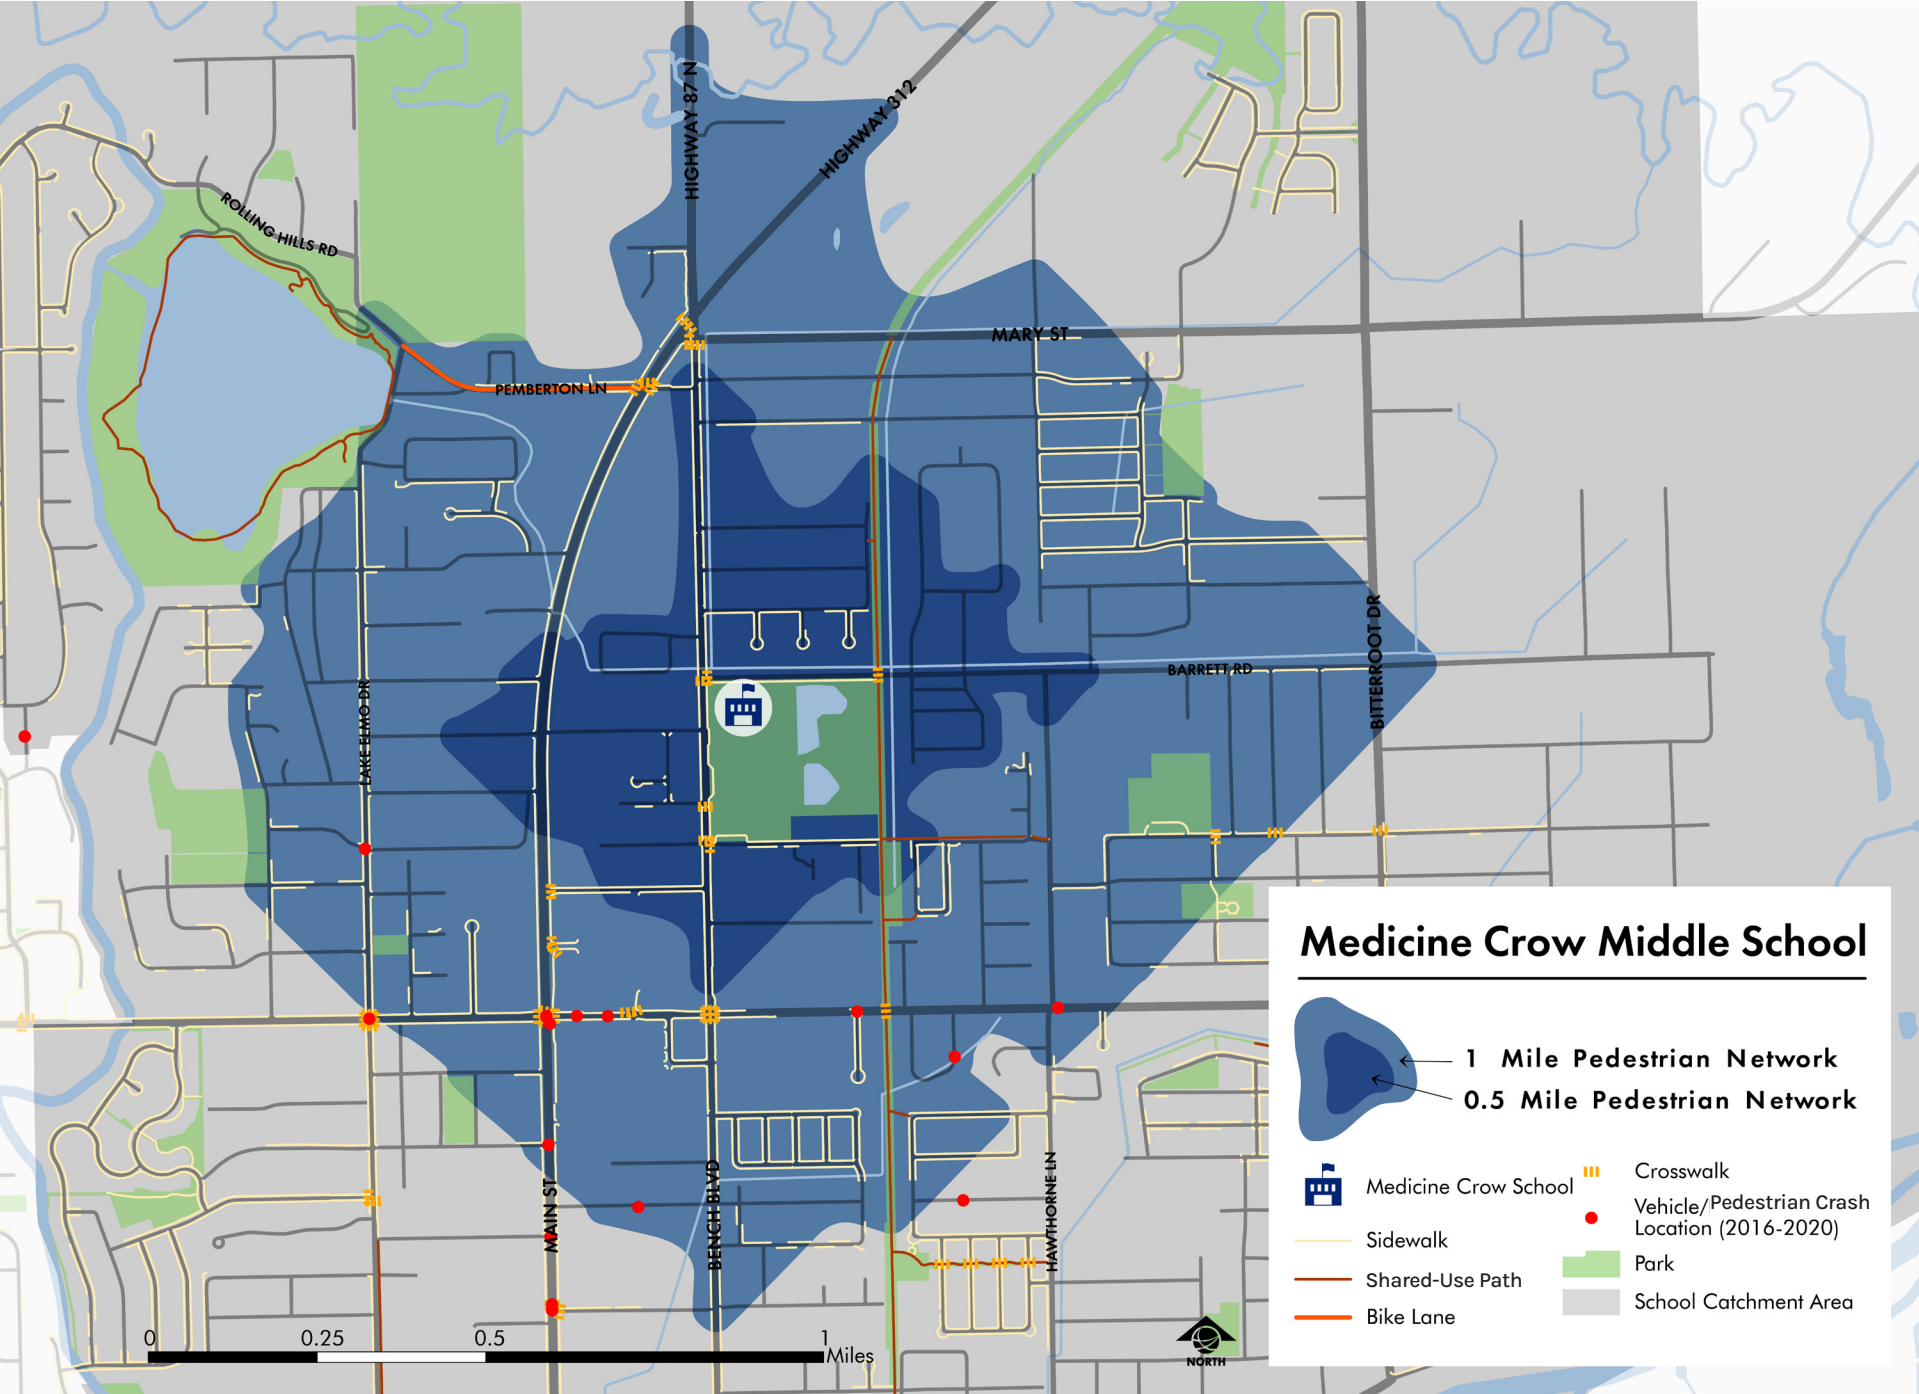 HIGHWAY 87 N
HIGHWAY 312
ROLLING HILLS RD
MARY ST
PEMBERTON LN
BARRETT RD
BITTERROOT DR
LAKE ELMO DR
MAIN ST
BENCH BLVD
HAWTHORNE LN
Medicine Crow Middle School
1 Mile Pedestrian Network
0.5 Mile Pedestrian Network
Medicine Crow School
Sidewalk
Shared-Use Path
Bike Lane
Crosswalk
Vehicle/Pedestrian Crash
Location (2016-2020)
Park
School Catchment Area
0 0.25 0.5 1
Miles
NORTH